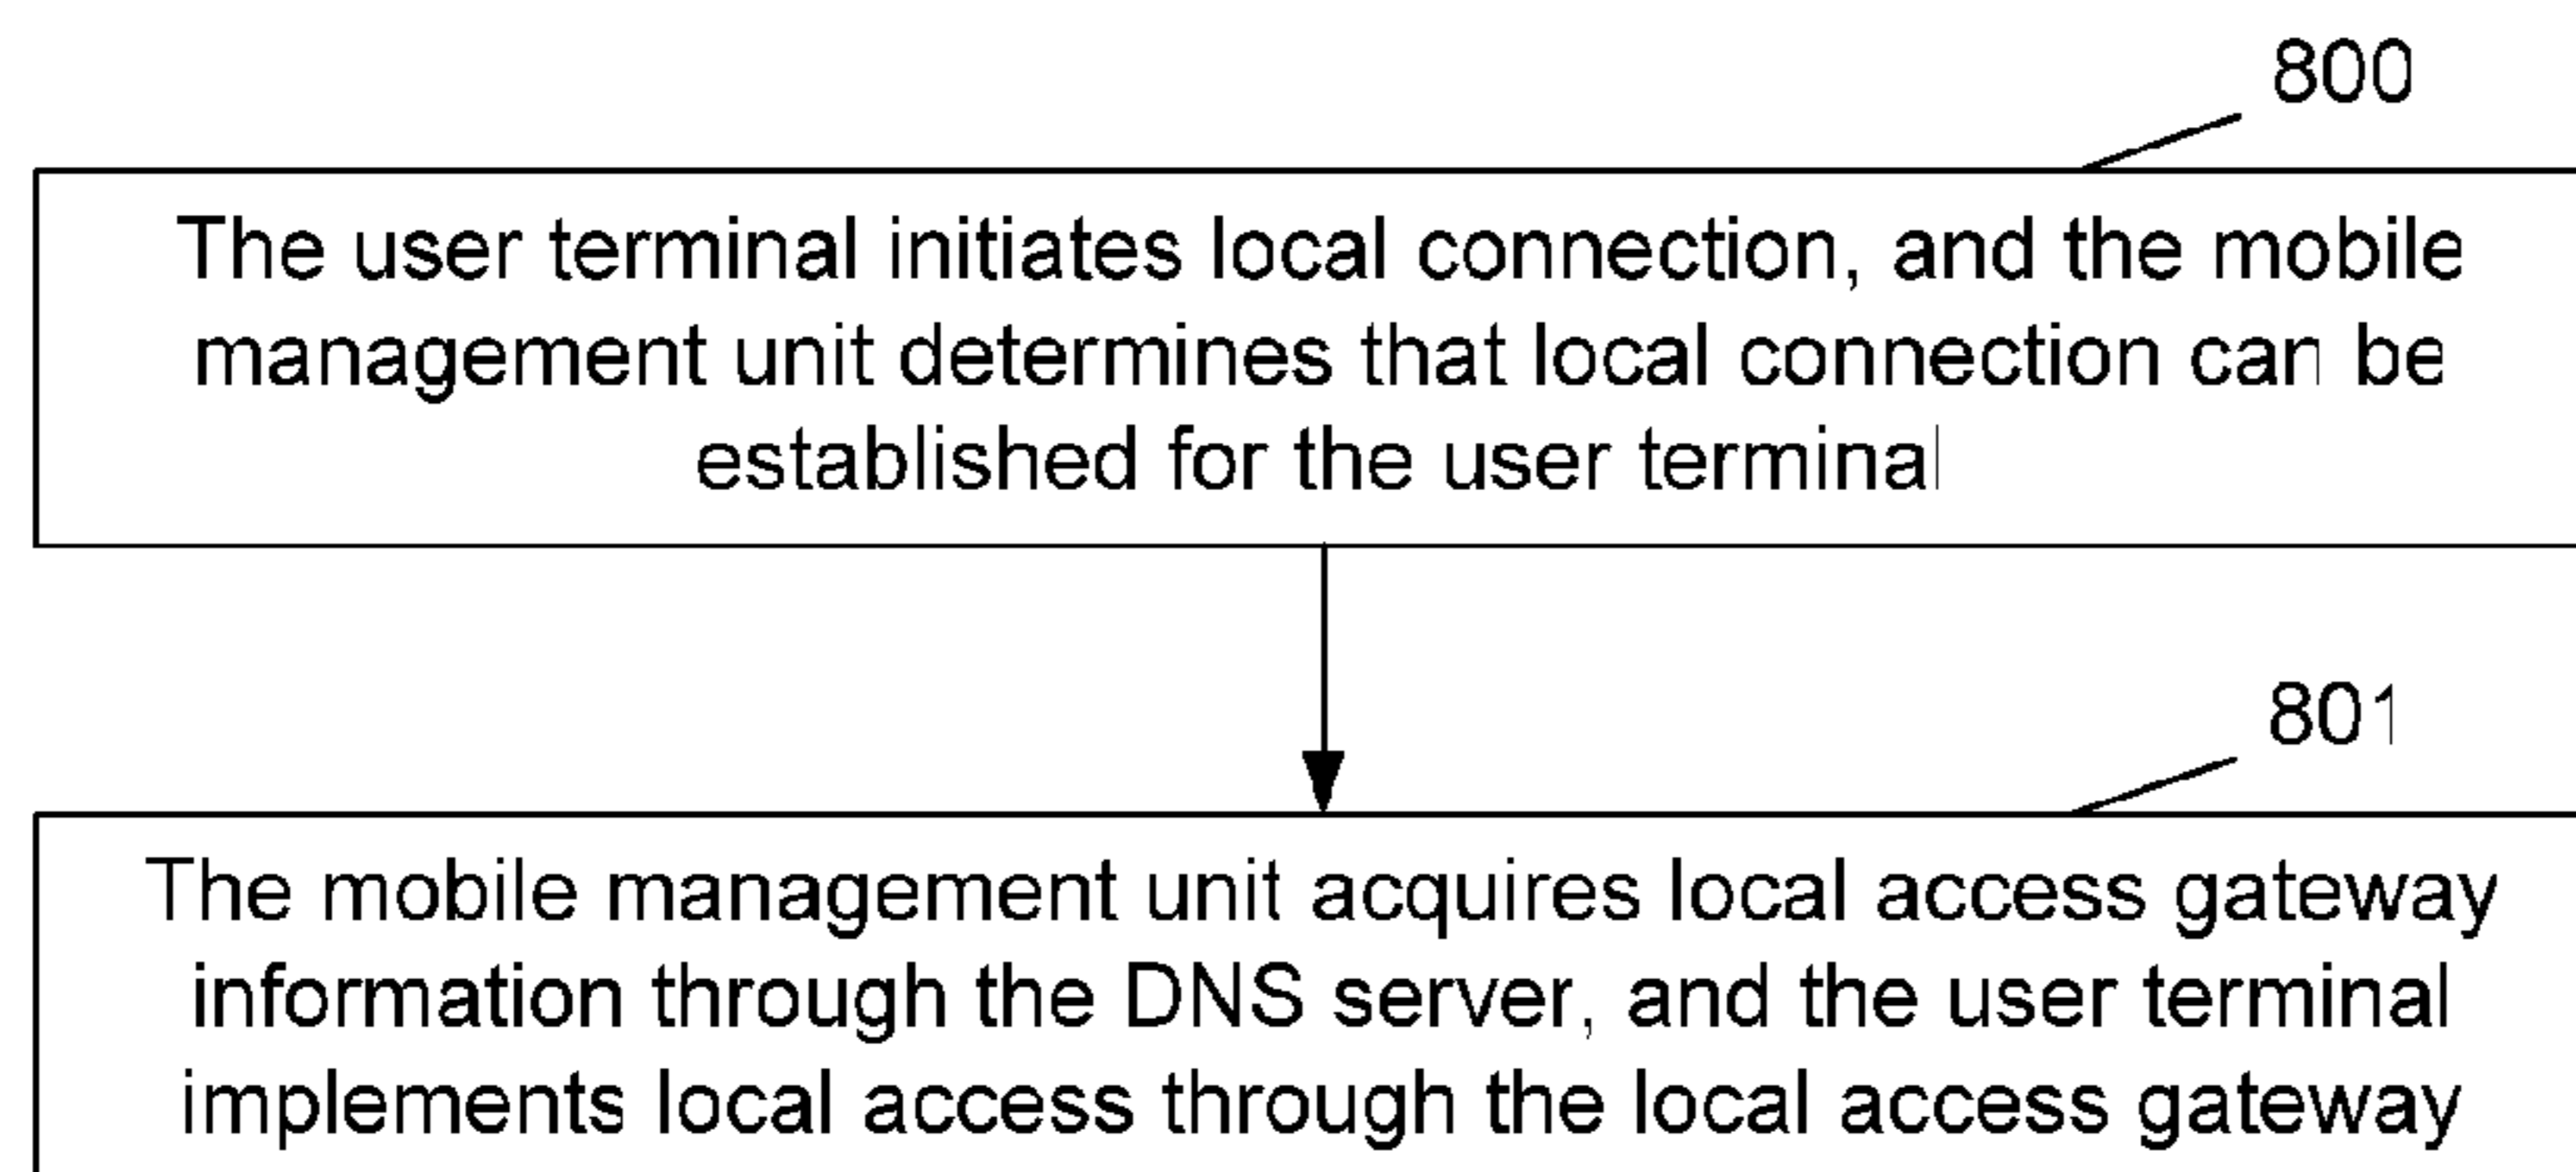 800
The user terminal initiates local connection, and the mobile
management unit determines that local connection can be
established for the user terminal
801
The mobile management unit acquires local access gateway
information through the DNS server, and the user terminal
implements local access through the local access gateway